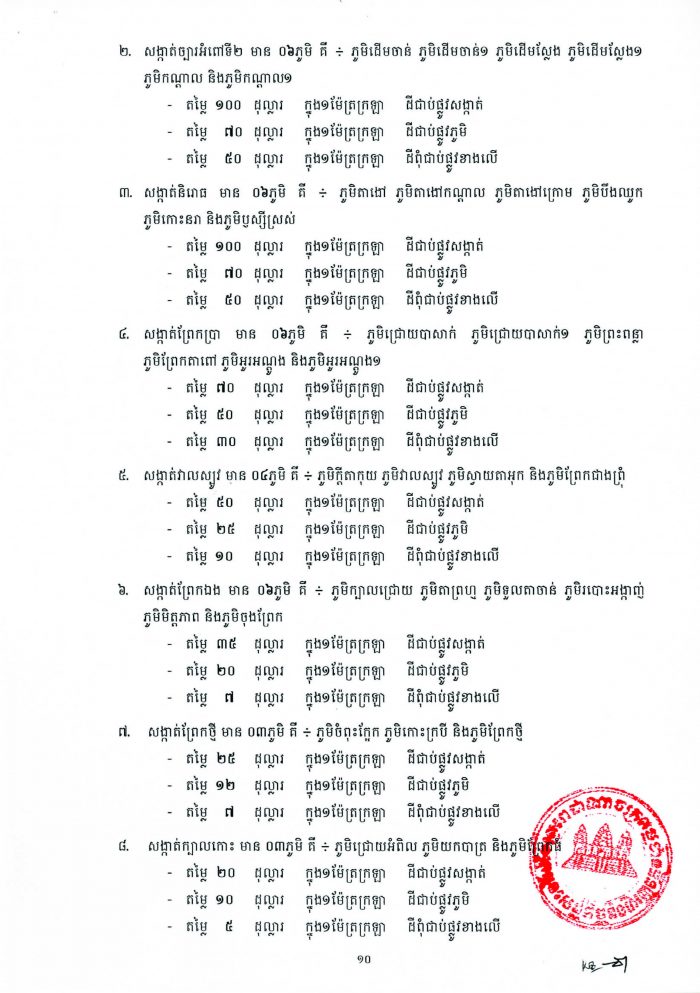 ២. សង្កាត់ច្បារអំពៅទី២ មាន ០៦ភូមិ គឺ ÷ ភូមិដើមចាន់ ភូមិដើមចាន់១ ភូមិដើមស្លែង ភូមិដើមស្លែង១
ភូមិកណ្តាល និងភូមិកណ្តាល១
- តម្លៃ ១០០ ដុល្លារ ក្នុង១ម៉ែត្រក្រឡា ដីជាប់ផ្លូវសង្កាត់
- តម្លៃ ៧០ ដុល្លារ ក្នុង១ម៉ែត្រក្រឡា ដីជាប់ផ្លូវភូមិ
- តម្លៃ ៥០ ដុល្លារ ក្នុង១ម៉ែត្រក្រឡា ដីពុំជាប់ផ្លូវខាងលើ
៣. សង្កាត់និរោធ មាន ០៦ភូមិ គឺ ÷ ភូមិតាងៅ ភូមិតាងៅកណ្តាល ភូមិតាងៅក្រោម ភូមិបឹងឈូក
ភូមិកោះនរា និងភូមិឫស្សីស្រស់
- តម្លៃ ១០០ ដុល្លារ ក្នុង១ម៉ែត្រក្រឡា ដីជាប់ផ្លូវសង្កាត់
- តម្លៃ ៧០ ដុល្លារ ក្នុង១ម៉ែត្រក្រឡា ដីជាប់ផ្លូវភូមិ
- តម្លៃ ៥០ ដុល្លារ ក្នុង១ម៉ែត្រក្រឡា ដីពុំជាប់ផ្លូវខាងលើ
៤. សង្កាត់ព្រែកប្រា មាន ០៦ភូមិ គឺ ÷ ភូមិជ្រោយបាសាក់ ភូមិជ្រោយបាសាក់១ ភូមិព្រះពន្លា
ភូមិព្រែកតាពៅ ភូមិអូរអណ្តូង និងភូមិអូរអណ្តូង១
- តម្លៃ ៧០ ដុល្លារ ក្នុង១ម៉ែត្រក្រឡា ដីជាប់ផ្លូវសង្កាត់
- តម្លៃ ៥០ ដុល្លារ ក្នុង១ម៉ែត្រក្រឡា ដីជាប់ផ្លូវភូមិ
- តម្លៃ ៣០ ដុល្លារ ក្នុង១ម៉ែត្រក្រឡា ដីពុំជាប់ផ្លូវខាងលើ
៥. សង្កាត់វាលស្បូវ មាន ០៤ភូមិ គឺ ÷ ភូមិក្តីតាកុយ ភូមិវាលស្បូវ ភូមិស្វាយតាអុក និងភូមិព្រែកជាងព្រុំ
- តម្លៃ ៥០ ដុល្លារ ក្នុង១ម៉ែត្រក្រឡា ដីជាប់ផ្លូវសង្កាត់
- តម្លៃ ២៥ ដុល្លារ ក្នុង១ម៉ែត្រក្រឡា ដីជាប់ផ្លូវភូមិ
- តម្លៃ ១០ ដុល្លារ ក្នុង១ម៉ែត្រក្រឡា ដីពុំជាប់ផ្លូវខាងលើ
៦. សង្កាត់ព្រែកឯង មាន ០៦ភូមិ គឺ ÷ ភូមិក្បាលជ្រោយ ភូមិតាព្រហ្ម ភូមិទួលតាចាន់ ភូមិរបោះអង្កាញ់
ភូមិមិត្តភាព និងភូមិចុងព្រែក
- តម្លៃ ៣៥ ដុល្លារ ក្នុង១ម៉ែត្រក្រឡា ដីជាប់ផ្លូវសង្កាត់
- តម្លៃ ២០ ដុល្លារ ក្នុង១ម៉ែត្រក្រឡា ដីជាប់ផ្លូវភូមិ
- តម្លៃ ៧ ដុល្លារ ក្នុង១ម៉ែត្រក្រឡា ដីពុំជាប់ផ្លូវខាងលើ
៧. សង្កាត់ព្រែកថ្មី មាន ០៣ភូមិ គឺ ÷ ភូមិចំពុះក្អែក ភូមិកោះក្របី និងភូមិព្រែកថ្មី
- តម្លៃ ២៥ ដុល្លារ ក្នុង១ម៉ែត្រក្រឡា ដីជាប់ផ្លូវសង្កាត់
- តម្លៃ ១២ ដុល្លារ ក្នុង១ម៉ែត្រក្រឡា ដីជាប់ផ្លូវភូមិ
- តម្លៃ ៧ ដុល្លារ ក្នុង១ម៉ែត្រក្រឡា ដីពុំជាប់ផ្លូវខាងលើ
៨. សង្កាត់ក្បាលកោះ មាន ០៣ភូមិ គឺ ÷ ភូមិជ្រោយអំពិល ភូមិយកបាត្រ និងភូមិព្រែកធំ
- តម្លៃ ២០ ដុល្លារ ក្នុង១ម៉ែត្រក្រឡា ដីជាប់ផ្លូវសង្កាត់
- តម្លៃ ១០ ដុល្លារ ក្នុង១ម៉ែត្រក្រឡា ដីជាប់ផ្លូវភូមិ
- តម្លៃ ៥ ដុល្លារ ក្នុង១ម៉ែត្រក្រឡា ដីពុំជាប់ផ្លូវខាងលើ
១០